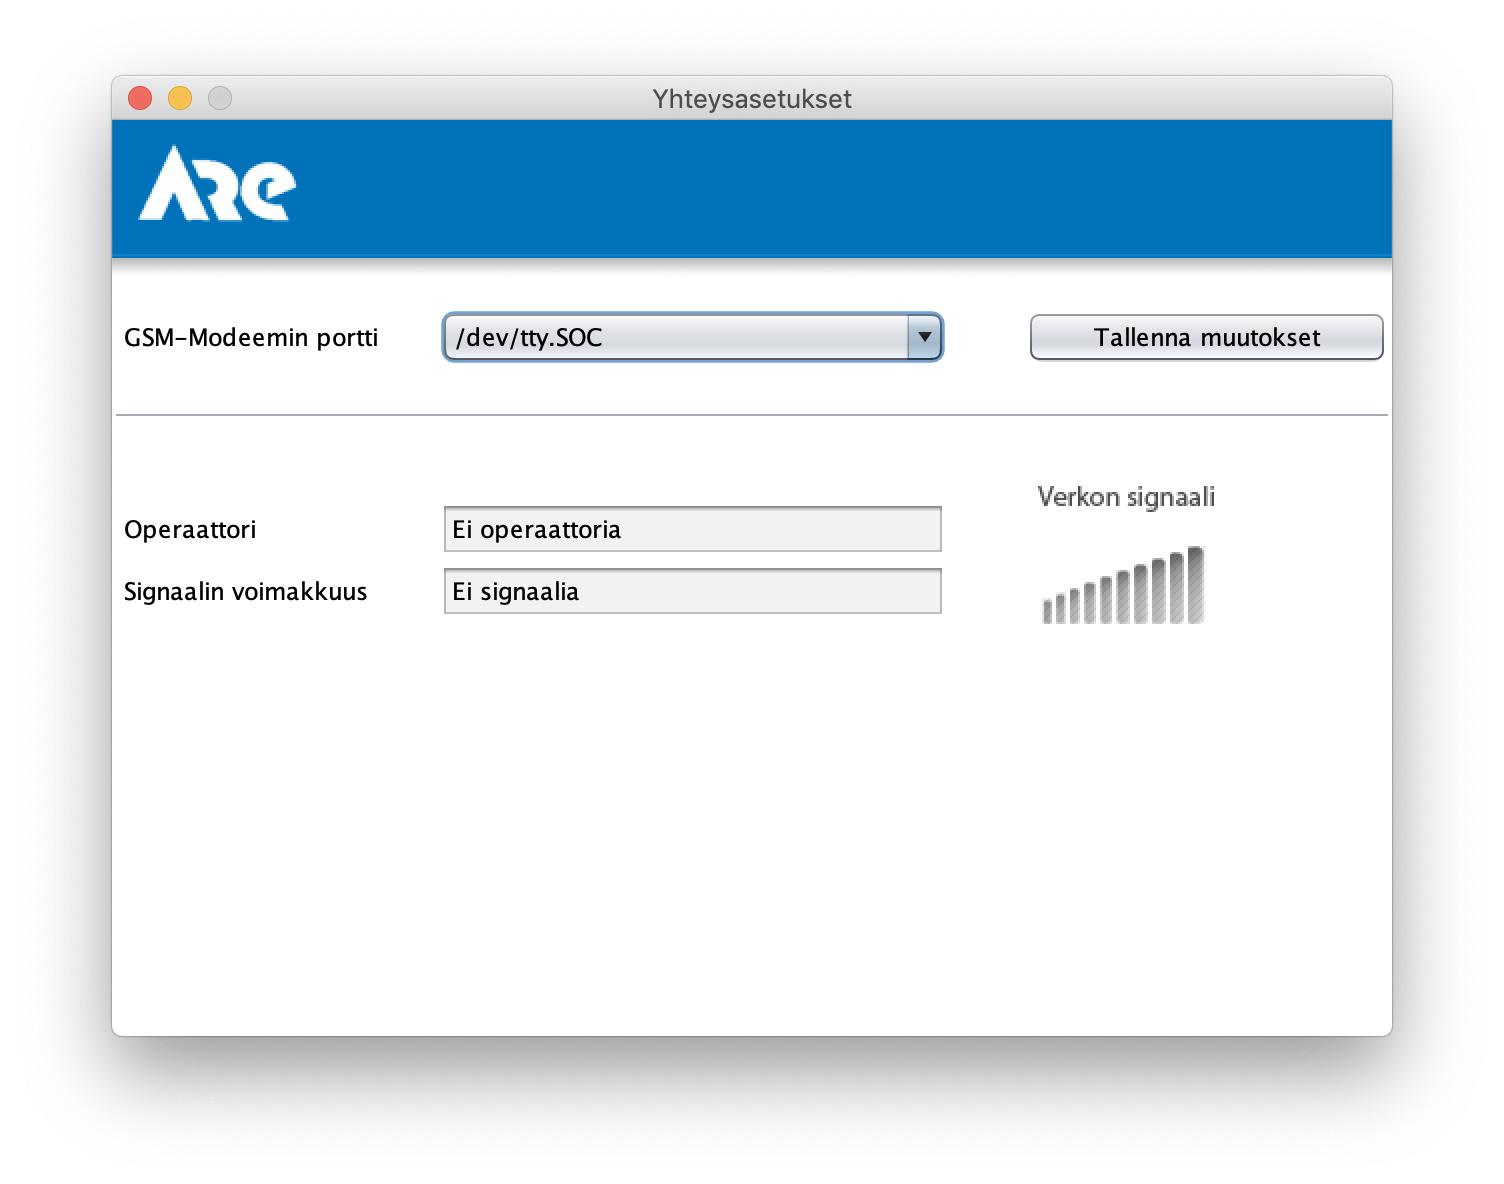 Yhteysasetukset
Are
GSM-Modeemin portti
/dev/tty.SOC
Tallenna muutokset
Verkon signaali
Operaattori
Ei operaattoria
Signaalin voimakkuus
Ei signaalia